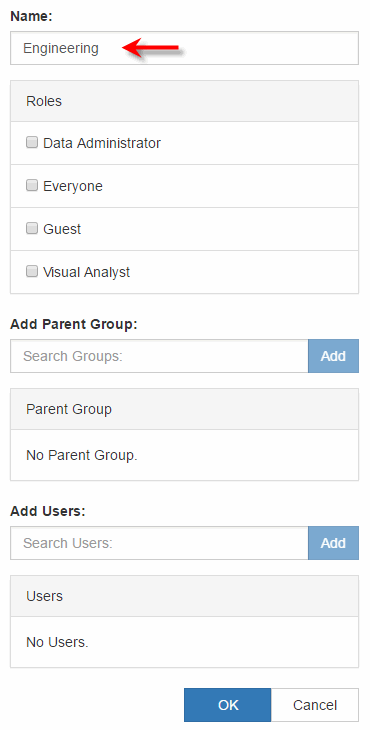 Name:
Engineering
Roles
Data Administrator
Everyone
Guest
Visual Analyst
Add Parent Group:
Search Groups: Add
Parent Group
No Parent Group.
Add Users:
Search Users: Add
Users
No Users.
OK Cancel